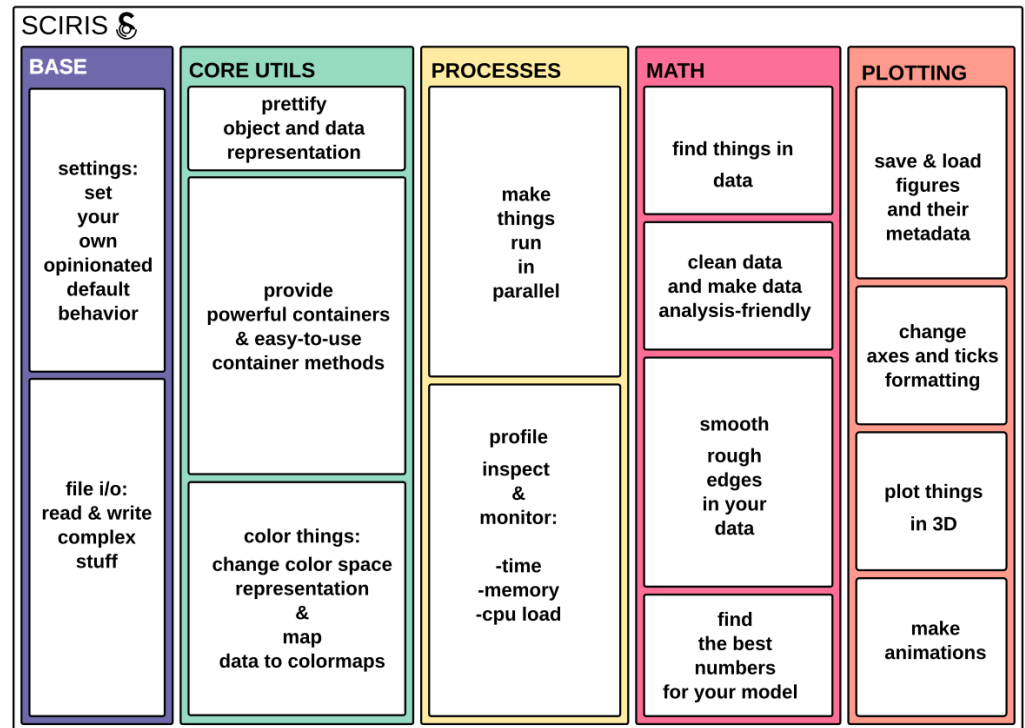 SCIRIS
BASE
settings:
set
your
own
opinionated
default
behavior
file i/o:
read & write
complex
stuff
CORE UTILS
prettify
object and data
representation
provide
powerful containers
& easy-to-use
container methods
color things:
change color space
representation
&
map
data to colormaps
PROCESSES
make
things
run
in
parallel
profile
inspect
&
monitor:
-time
-memory
-cpu load
MATH
find things in
data
clean data
and make data
analysis-friendly
smooth
rough
edges
in your
data
find
the best
numbers
for your model
PLOTTING
save & load
figures
and their
metadata
change
axes and ticks
formatting
plot things
in 3D
make
animations